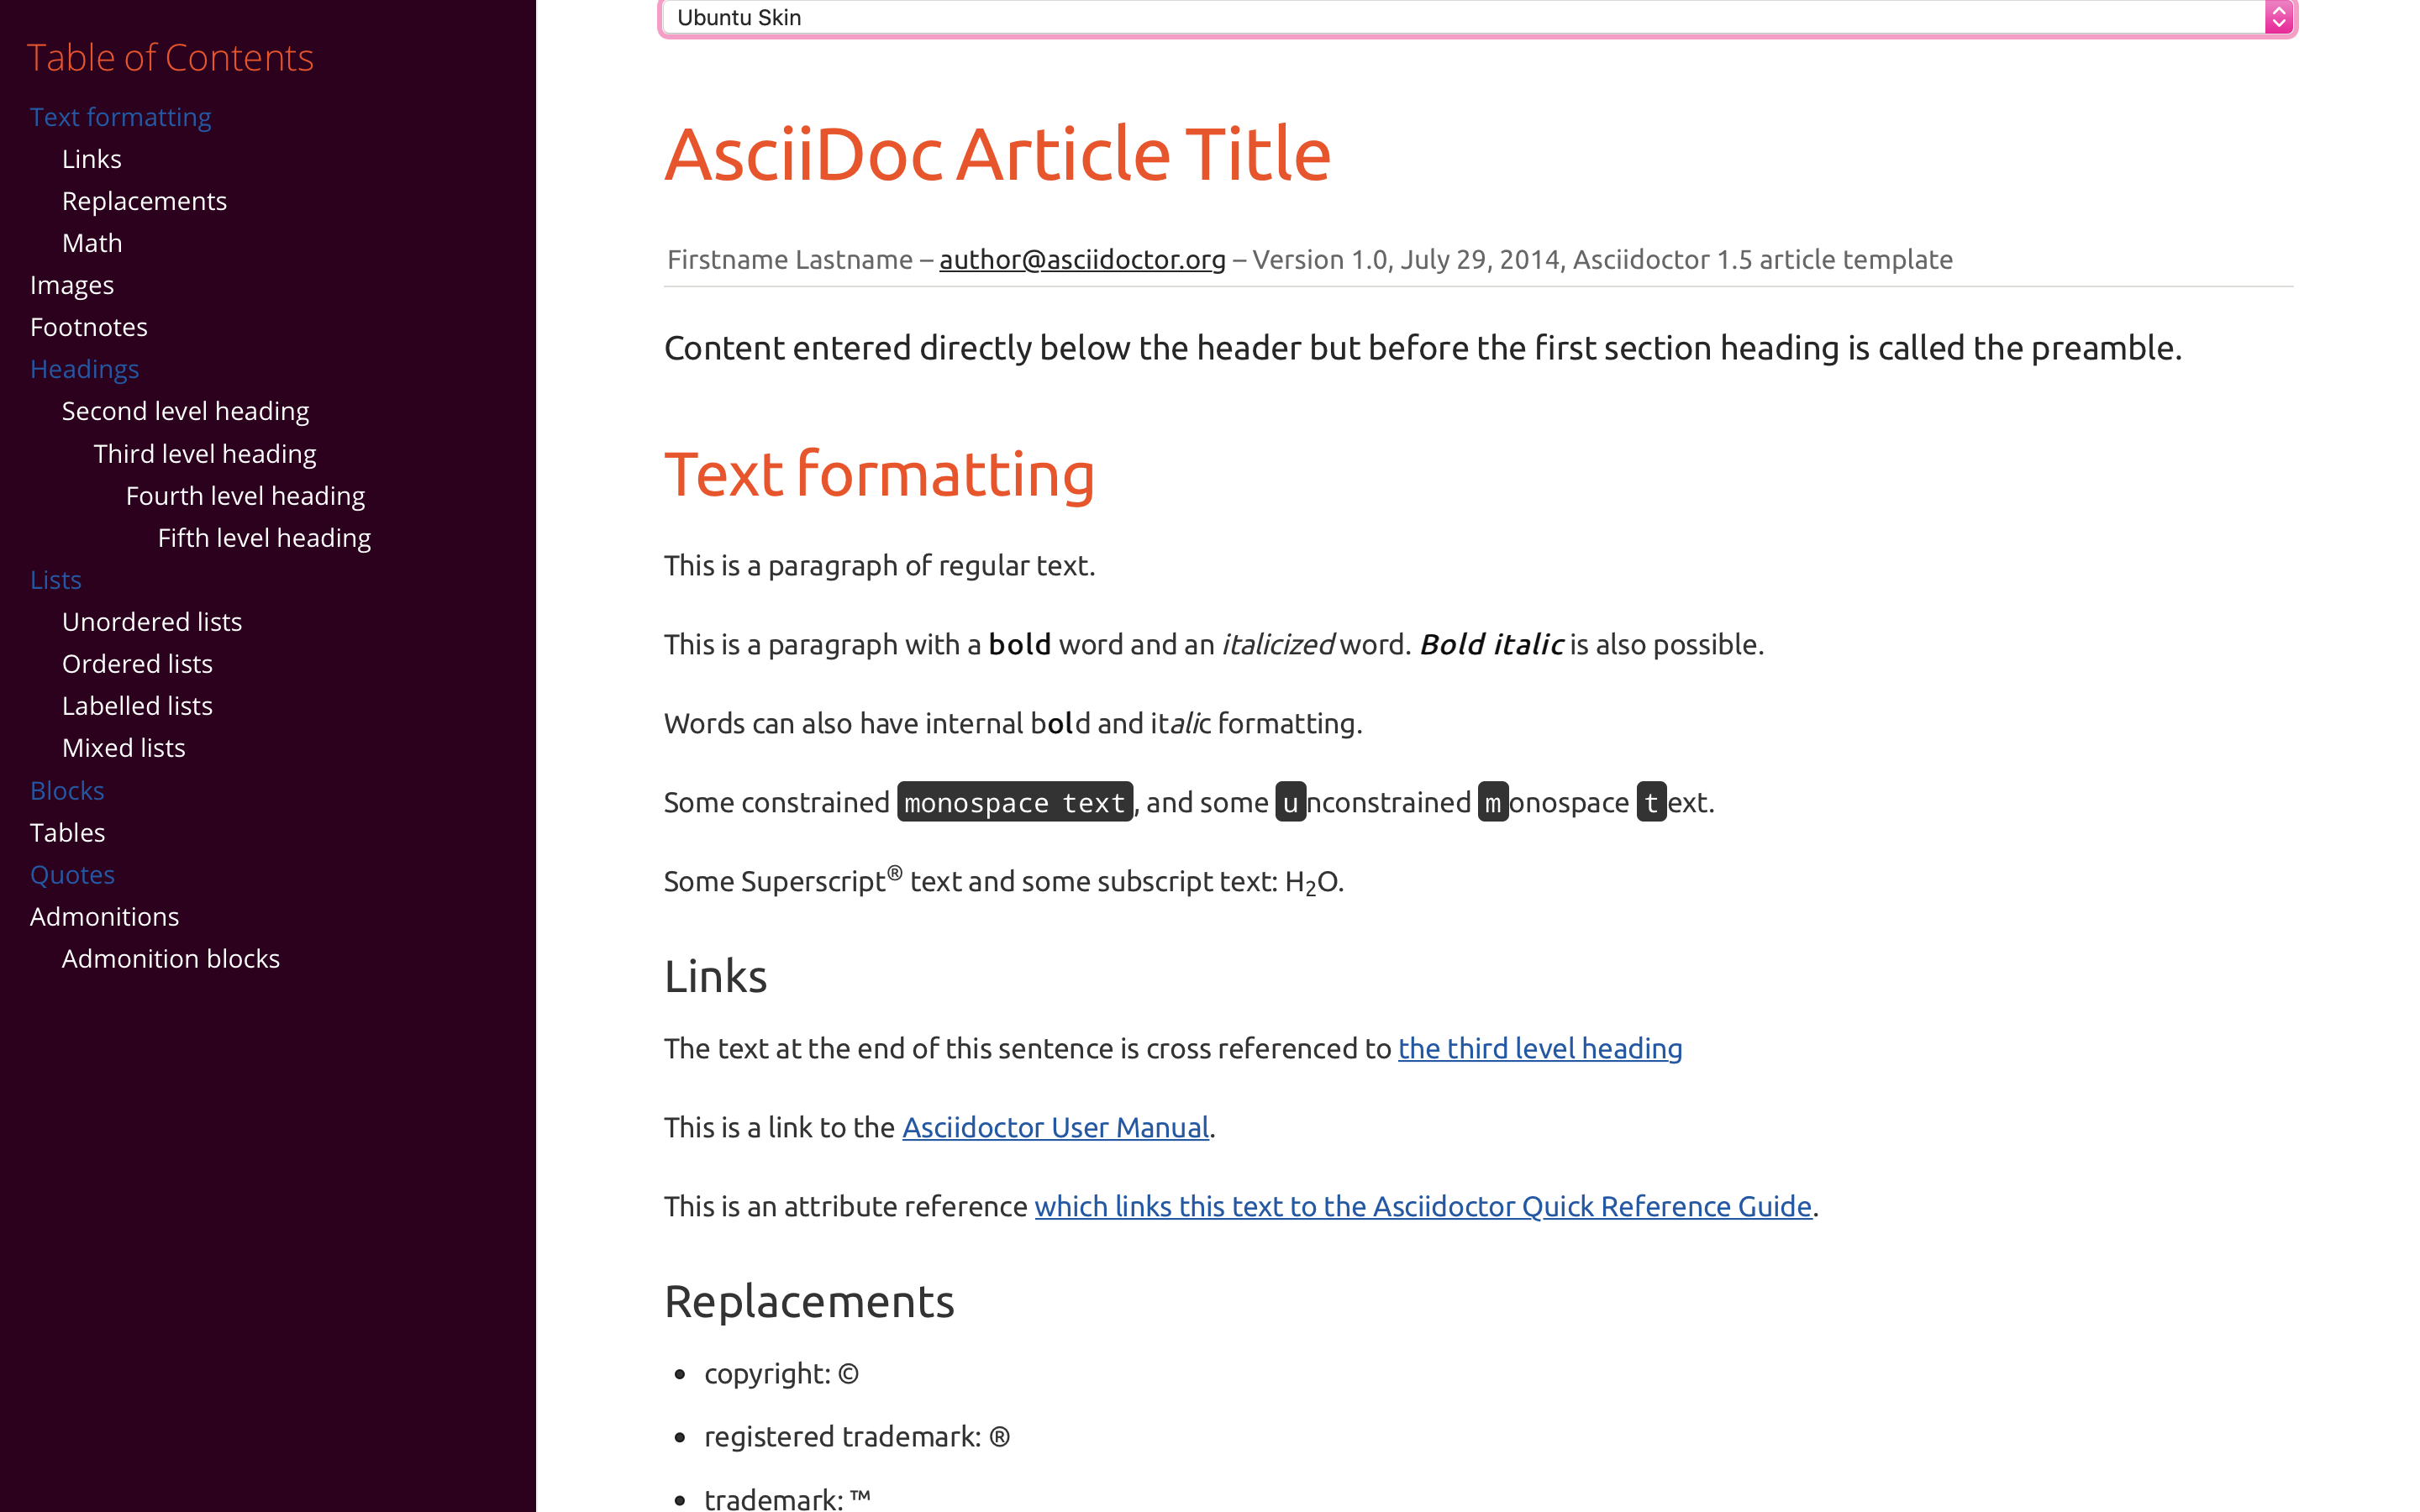 Table of Contents
Text formatting
Links
Replacements
Math
Images
Footnotes
Headings
Second level heading
Third level heading
Fourth level heading
Fifth level heading
Lists
Unordered lists
Ordered lists
Labelled lists
Mixed lists
Blocks
Tables
Quotes
Admonitions
Admonition blocks
Ubuntu Skin
AsciiDoc Article Title
Firstname Lastname – author@asciidoctor.org – Version 1.0, July 29, 2014, Asciidoctor 1.5 article template
Content entered directly below the header but before the first section heading is called the preamble.
Text formatting
This is a paragraph of regular text.
This is a paragraph with a bold word and an italicized word. Bold italic is also possible.
Words can also have internal bold and italic formatting.
Some constrained monospace text, and some unconstrained monospace text.
Some Superscript® text and some subscript text: H₂O.
Links
The text at the end of this sentence is cross referenced to the third level heading
This is a link to the Asciidoctor User Manual.
This is an attribute reference which links this text to the Asciidoctor Quick Reference Guide.
Replacements
• copyright: ©
• registered trademark: ®
• trademark: ™